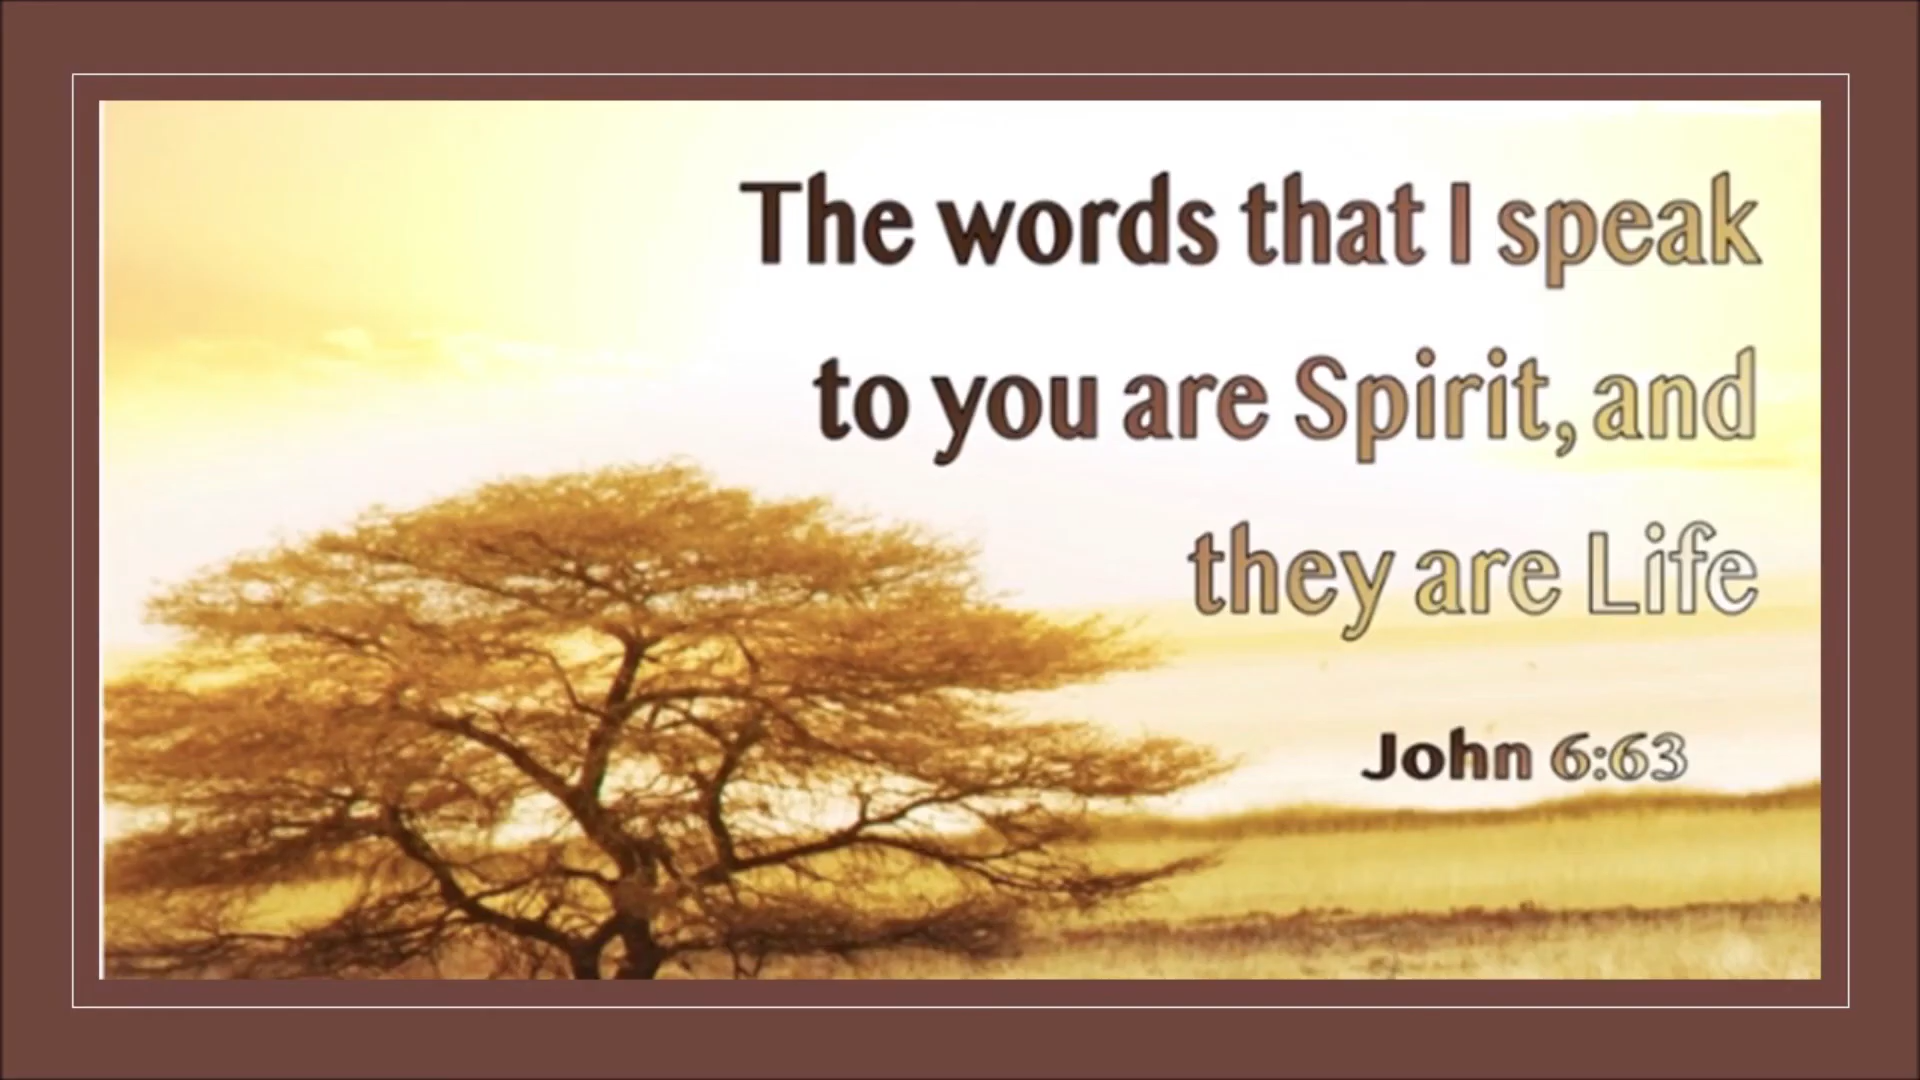 The words that I speak
to you are Spirit, and
they are Life
John 6:63